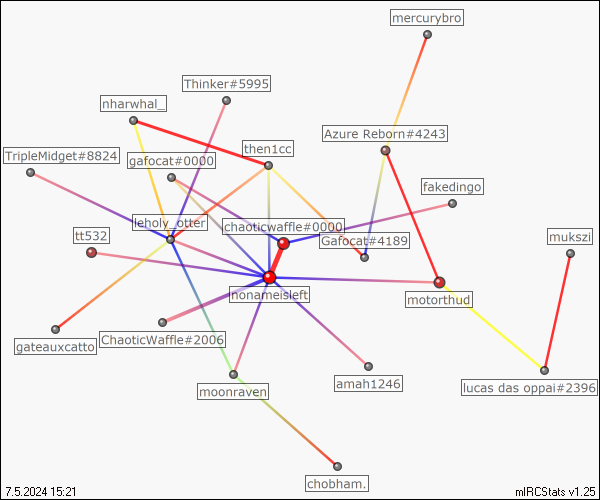 mercurybro
Thinker#5995
nharwhal_
Azure Reborn#4243
then1cc
TripleMidget#8824
gafocat#0000
fakedingo
leholy_otter
chaoticwaffle#0000
tt532
Gafocat#4189
mukszi
nonameisleft
motorthud
ChaoticWaffle#2006
gateauxcatto
amah1246
lucas das oppai#2396
moonraven
chobham.
7.5.2024 15:21
mIRCStats v1.25